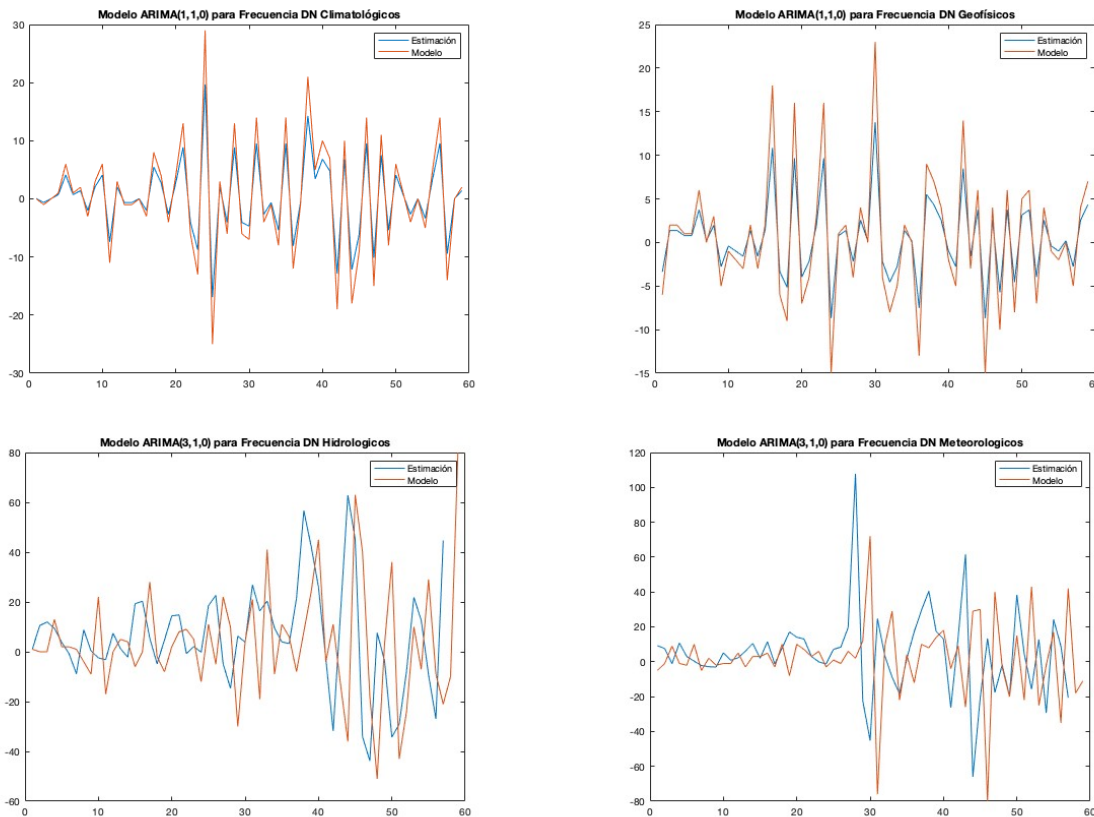 Modelo ARIMA(1,1,0) para Frecuencia DN Climatológicos
30
20
10
0
-10
-20
-30
0 10 20 30 40 50 60
Estimación
Modelo
Modelo ARIMA(1,1,0) para Frecuencia DN Geofísicos
25
20
15
10
5
0
-5
-10
-15
0 10 20 30 40 50 60
Estimación
Modelo
Modelo ARIMA(3,1,0) para Frecuencia DN Hidrologicos
80
60
40
20
0
-20
-40
-60
0 10 20 30 40 50 60
Estimación
Modelo
Modelo ARIMA(3,1,0) para Frecuencia DN Meteorologicos
120
100
80
60
40
20
0
-20
-40
-60
-80
0 10 20 30 40 50 60
Estimación
Modelo